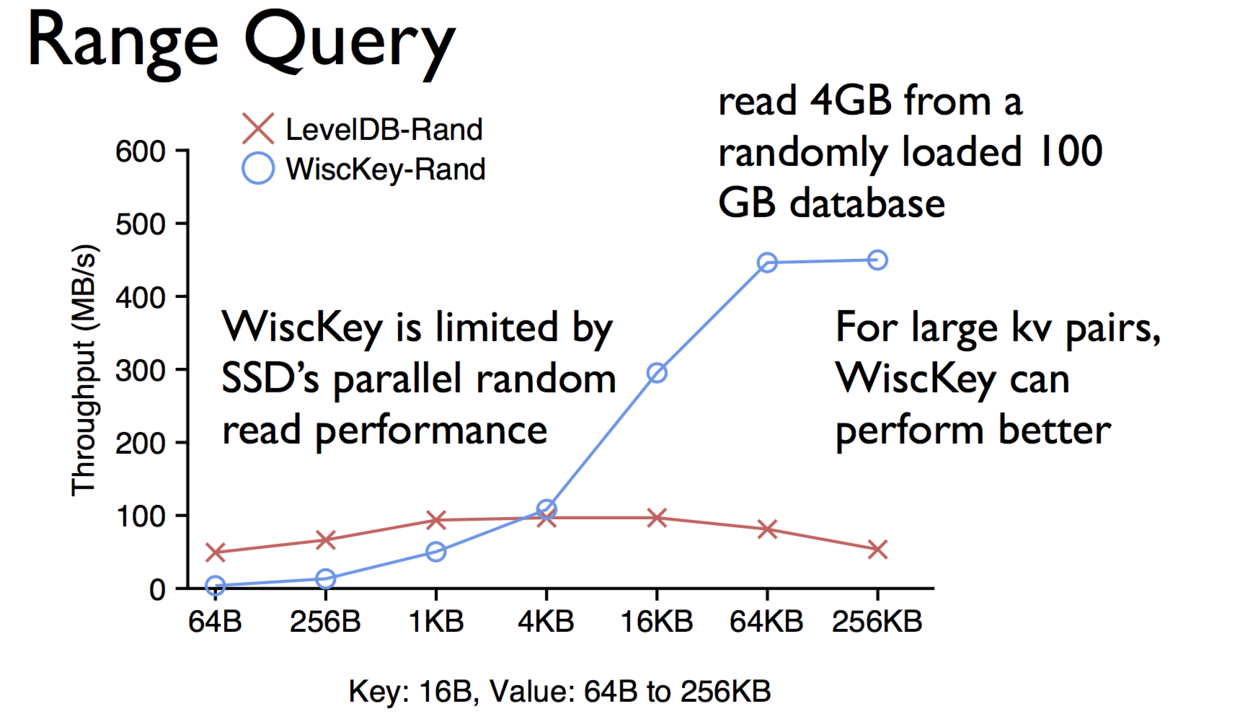 Range Query
LevelDB-Rand
WiscKey-Rand
read 4GB from a
randomly loaded 100
GB database
Throughput (MB/s)
600
500
400
300
200
100
0
WiscKey is limited by
SSD's parallel random
read performance
For large kv pairs,
WiscKey can
perform better
64B 256B 1KB 4KB 16KB 64KB 256KB
Key: 16B, Value: 64B to 256KB